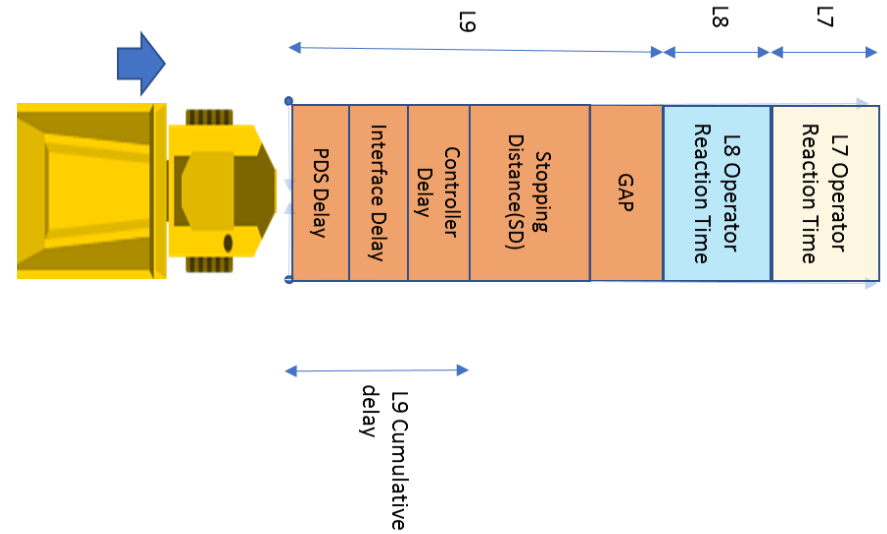 L9
L8
L7
PDS Delay
Interface Delay
Controller
Delay
Stopping
Distance(SD)
GAP
L8 Operator
Reaction Time
L7 Operator
Reaction Time
L9 Cumulative
delay